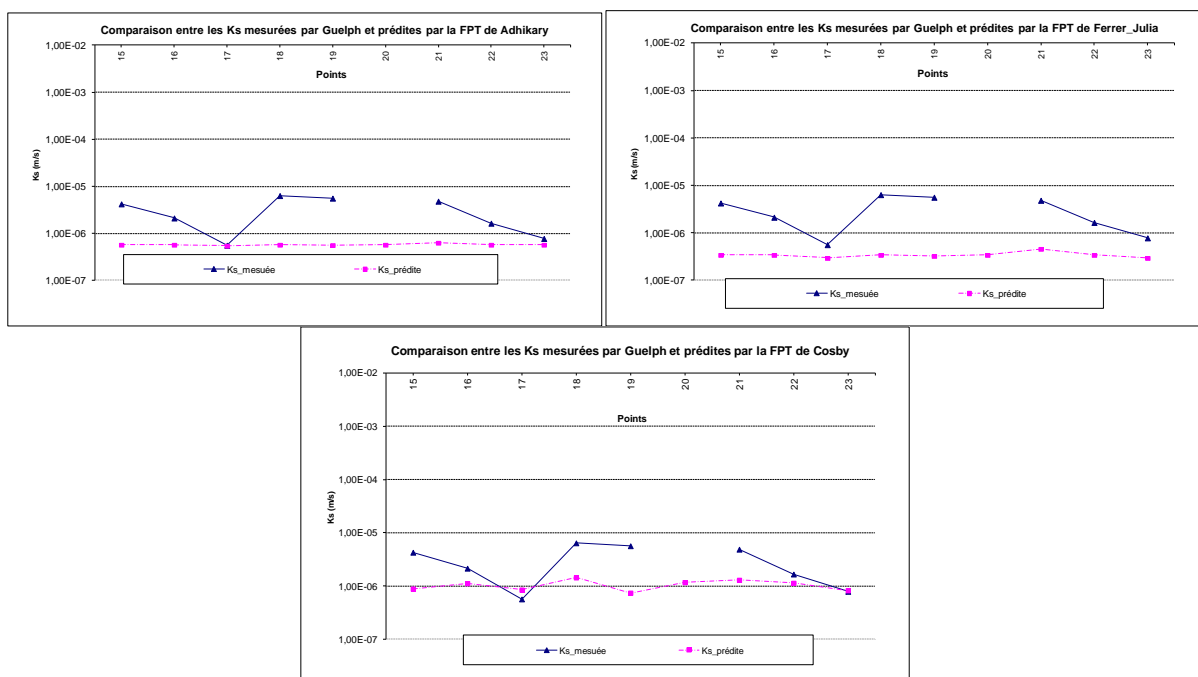 Comparaison entre les Ks mesurées par Guelph et prédites par la FPT de Adhikary
1,00E-02
1,00E-03
1,00E-04
1,00E-05
1,00E-06
1,00E-07
15 16 17 18 19 20 21 22 23
Points
Ks (m/s)
Ks_mesuée Ks_prédite
Comparaison entre les Ks mesurées par Guelph et prédites par la FPT de Ferrer_Julia
1,00E-02
1,00E-03
1,00E-04
1,00E-05
1,00E-06
1,00E-07
15 16 17 18 19 20 21 22 23
Points
Ks (m/s)
Ks_mesuée Ks_prédite
Comparaison entre les Ks mesurées par Guelph et prédites par la FPT de Cosby
1,00E-02
1,00E-03
1,00E-04
1,00E-05
1,00E-06
1,00E-07
15 16 17 18 19 20 21 22 23
Points
Ks (m/s)
Ks_mesuée Ks_prédite